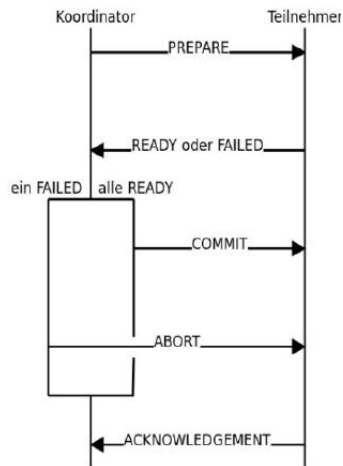 Koordinator Teilnehmer
PREPARE
READY oder FAILED
ein FAILED alle READY
COMMIT
ABORT
ACKNOWLEDGEMENT